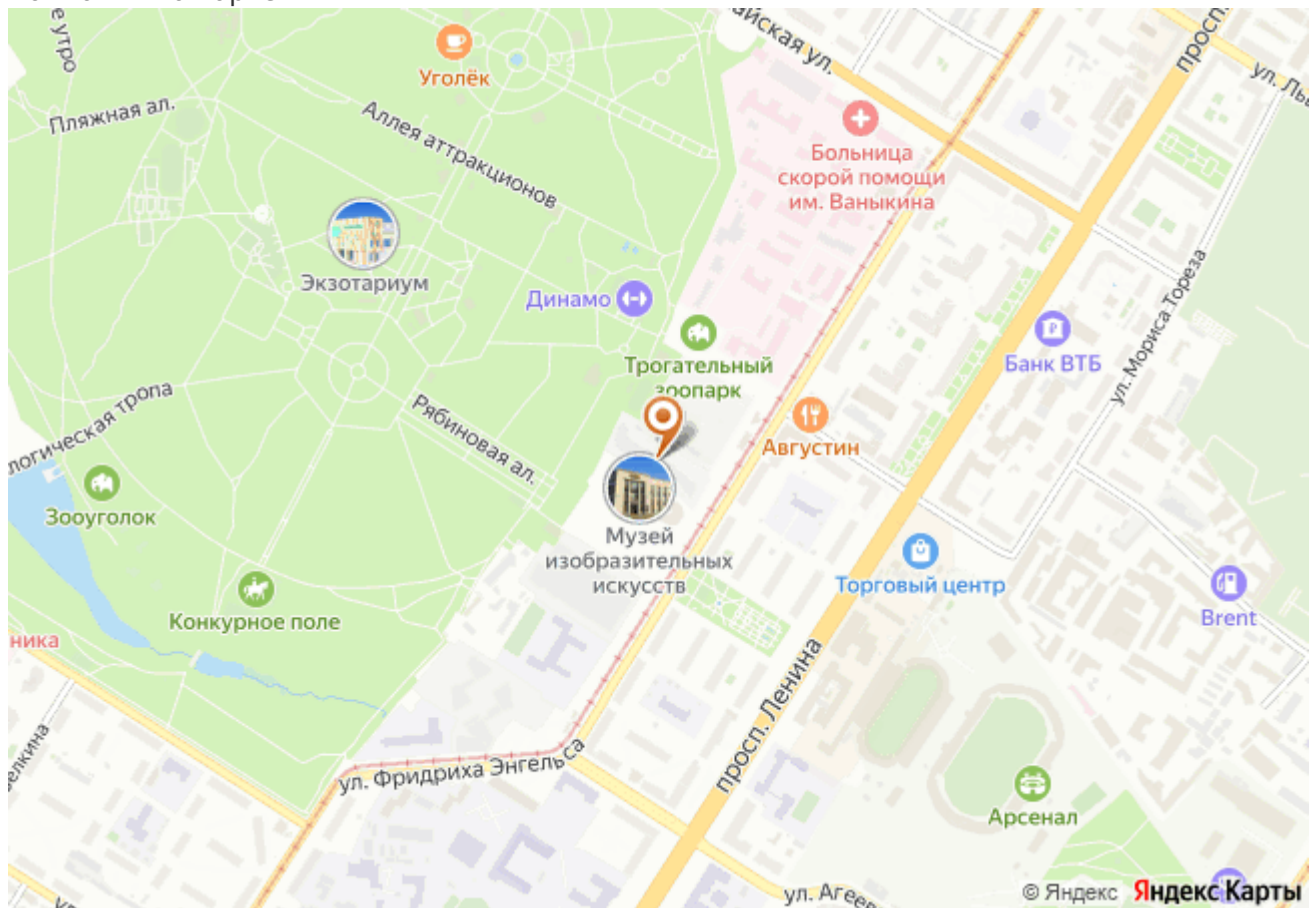 Уголёк
Пляжная ал.
Аллея аттракционов
Экзотариум
Динамо
Трогательный
зоопарк
Больница
скорой помощи
им. Ваныкина
Банк ВТБ
ул. Мориса Тореза
Августин
Рябиновая ал.
Зооуголок
Конкурное поле
Музей
изобразительных
искусств
Торговый центр
Brent
просп. Ленина
ул. Фридриха Энгельса
Арсенал
© Яндекс Яндекс Карты